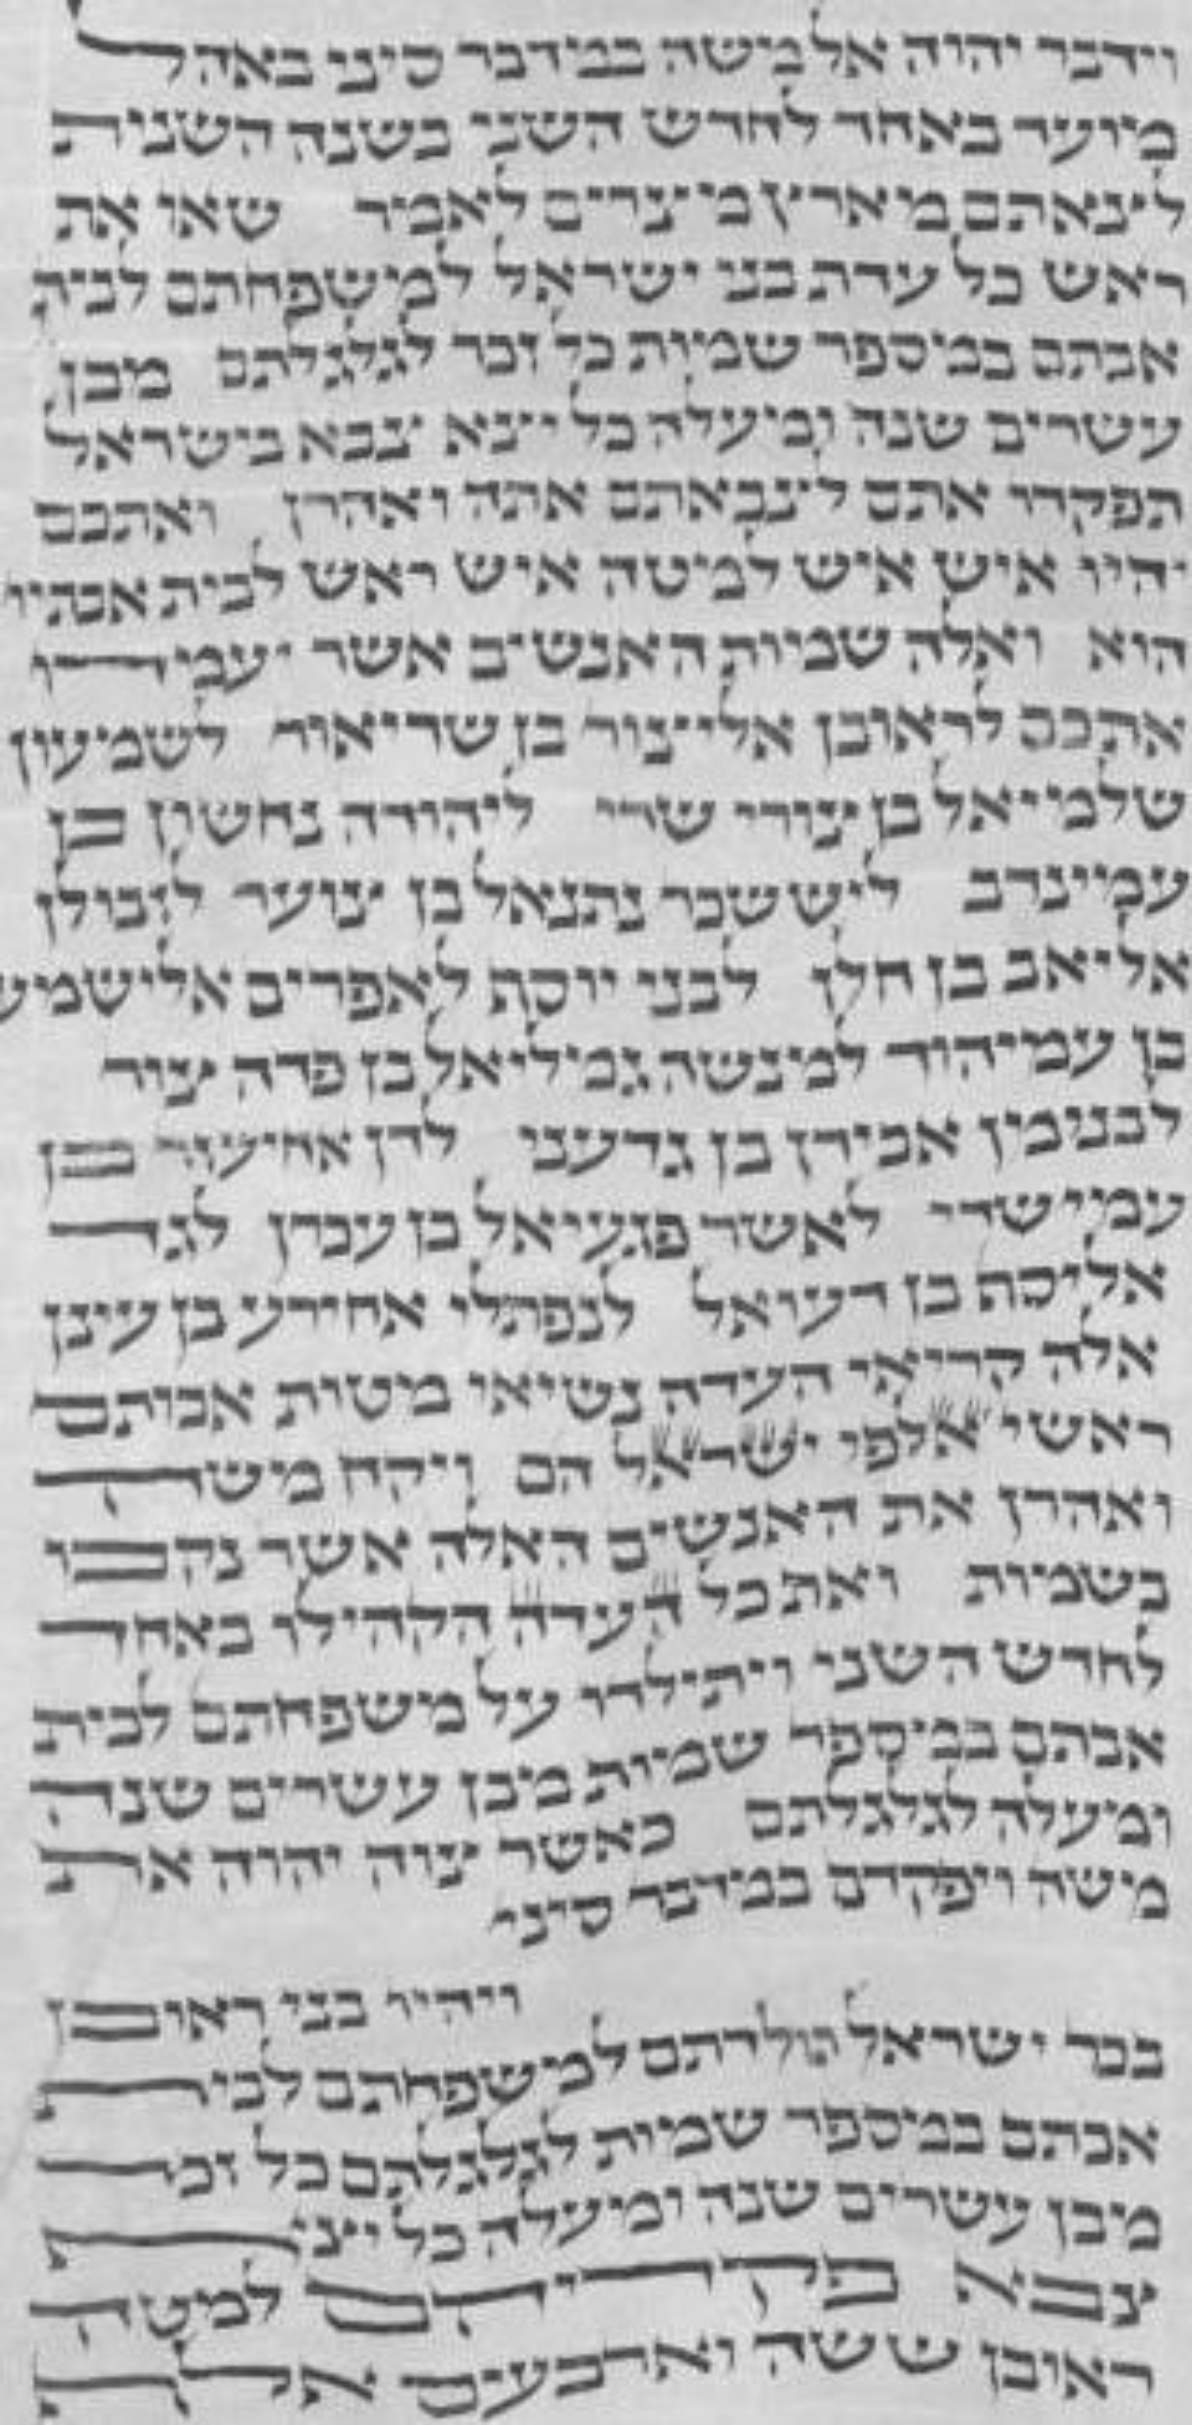 וידבר יהוה אל משה במדבר סיני באהל
מועד באחד לחדש השני בשנה השנית
לצאתם מארץ מצרים לאמר שאו את
ראש כל עדת בני ישראל למשפחתם לבית
אבתם במספר שמות כל זכר לגלגלתם מבן
עשרים שנה ומעלה כל יצא צבא בישראל
תפקדו אתם לצבאתם אתה ואהרן ואתכם
יהיו איש איש למטה איש ראש לבית אבתיו
הוא ואלה שמות האנשים אשר יעמדו
אתכם לראובן אליצור בן שדיאור לשמעון
שלמיאל בן צורי שדי ליהודה נחשון בן
עמינדב ליששכר נתנאל בן צוער לזבולן
אליאב בן חלן לבני יוסף לאפרים אלישמע
בן עמיהוד למנשה גמליאל בן פדה צור
לבנימן אבידן בן גדעני לדן אחיעזר בן
עמישדי לאשר פגעיאל בן עכרן לגד
אליסף בן דעואל לנפתלי אחירע בן עינן
אלה קריאי העדה נשיאי מטות אבותם
ראשי אלפי ישראל הם ויקח משה
ואהרן את האנשים האלה אשר נקבו
בשמות ואת כל העדה הקהילו באחד
לחדש השני ויתילדו על משפחתם לבית
אבתם במספר שמות מבן עשרים שנה
ומעלה לגלגלתם כאשר צוה יהוה את
משה ויפקדם במדבר סיני
ויהיו בני ראובן
בכר ישראל תולדתם למשפחתם לבית
אבתם במספר שמות לגלגלתם כל זכר
מבן עשרים שנה ומעלה כל יצא
צבא פקדיהם למטה
ראובן ששה וארבעים אלף